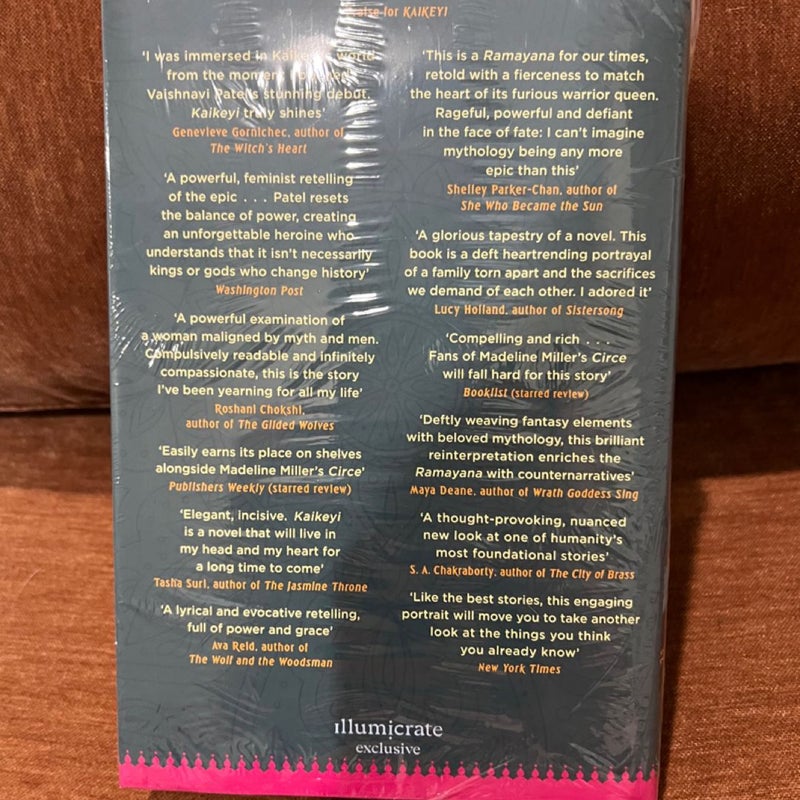 for KAIKEYI
'I was immersed in world
from the moment
Vaishnavi Patel's stunning debut.
Kaikeyi truly shines'
Genevieve Gornichec, author of
The Witch's Heart
'A powerful, feminist retelling
of the epic . . . Patel resets
the balance of power, creating
an unforgettable heroine who
understands that it isn't necessarily
kings or gods who change history'
Washington Post
'A powerful examination of
a woman maligned by myth and men.
Compulsively readable and infinitely
compassionate, this is the story
I've been yearning for all my life'
Roshani Chokshi,
author of The Gilded Wolves
'Easily earns its place on shelves
alongside Madeline Miller's Circe'
Publishers Weekly (starred review)
'Elegant, incisive. Kaikeyi
is a novel that will live in
my head and my heart for
a long time to come'
Tasha Suri, author of The Jasmine Throne
'A lyrical and evocative retelling,
full of power and grace'
Ava Reid, author of
The Wolf and the Woodsman
'This is a Ramayana for our times,
retold with a fierceness to match
the heart of its furious warrior queen.
Rageful, powerful and defiant
in the face of fate: I can't imagine
mythology being any more
epic than this'
Shelley Parker-Chan, author of
She Who Became the Sun
'A glorious tapestry of a novel. This
book is a deft heartrending portrayal
of a family torn apart and the sacrifices
we demand of each other. I adored it'
Lucy Holland, author of Sistersong
'Compelling and rich . . .
Fans of Madeline Miller's Circe
will fall hard for this story'
Booklist (starred review)
'Deftly weaving fantasy elements
with beloved mythology, this brilliant
reinterpretation enriches the
Ramayana with counternarratives'
Maya Deane, author of Wrath Goddess Sing
'A thought-provoking, nuanced
new look at one of humanity's
most foundational stories'
S. A. Chakraborty, author of The City of Brass
'Like the best stories, this engaging
portrait will move you to take another
look at the things you think
you already know'
New York Times
illumicrate
exclusive